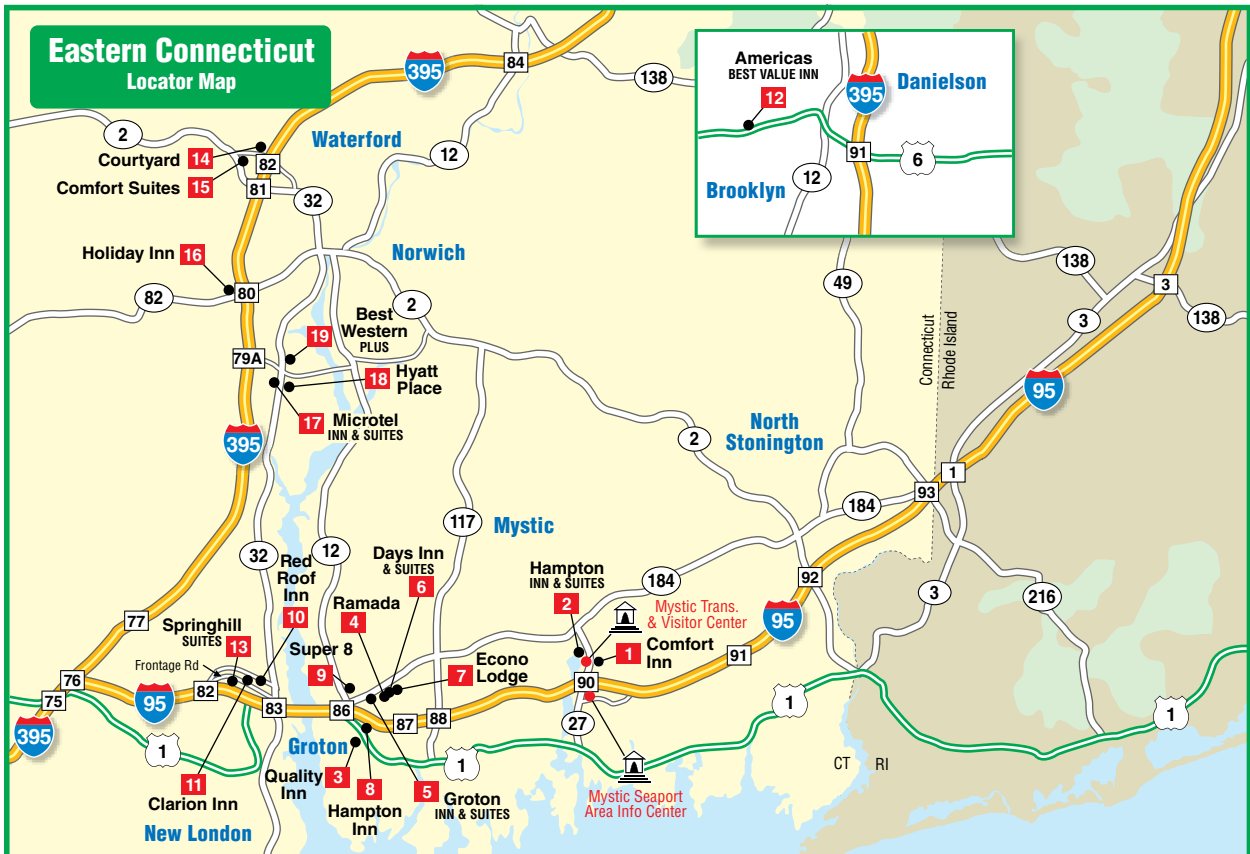 Eastern Connecticut
Locator Map
395
84
138
2
Waterford
12
Courtyard 14
82
Comfort Suites 15
81
32
Americas
BEST VALUE INN
12
395
Danielson
91
6
Brooklyn
12
Holiday Inn 16
Norwich
82
80
2
49
138
3
138
3
Connecticut
Rhode Island
95
79A
19
Best
Western
PLUS
18
Hyatt
Place
17
Microtel
INN & SUITES
395
2
North
Stonington
1
93
184
117
Mystic
32
12
Red
Roof
Inn
10
Days Inn
& SUITES
6
Ramada
4
Hampton
INN & SUITES
2
184
92
Mystic Trans.
& Visitor Center
95
3
216
77
Springhill
SUITES
13
Frontage Rd
Super 8
9
Econo
Lodge
7
1
Comfort
Inn
91
76
75
95
82
83
86
87
88
90
27
1
1
395
1
Groton
1
CT
RI
11
Clarion Inn
Quality
Inn
3
8
Hampton
Inn
5
Groton
INN & SUITES
Mystic Seaport
Area Info Center
New London